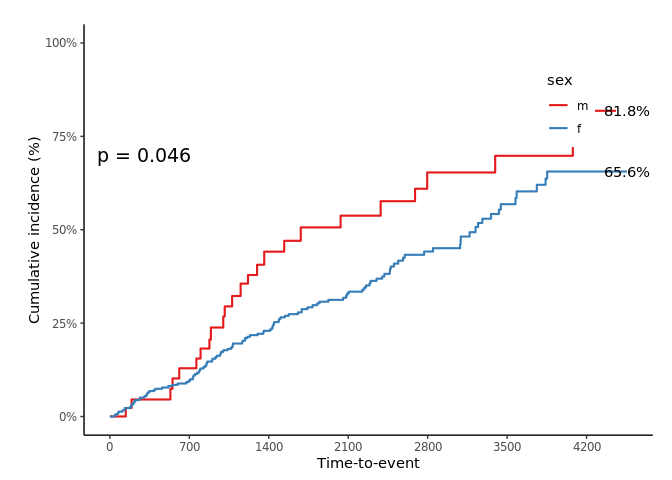 100%
75%
50%
25%
0%
Cumulative incidence (%)
p = 0.046
sex
m
f
81.8%
65.6%
0 700 1400 2100 2800 3500 4200
Time-to-event